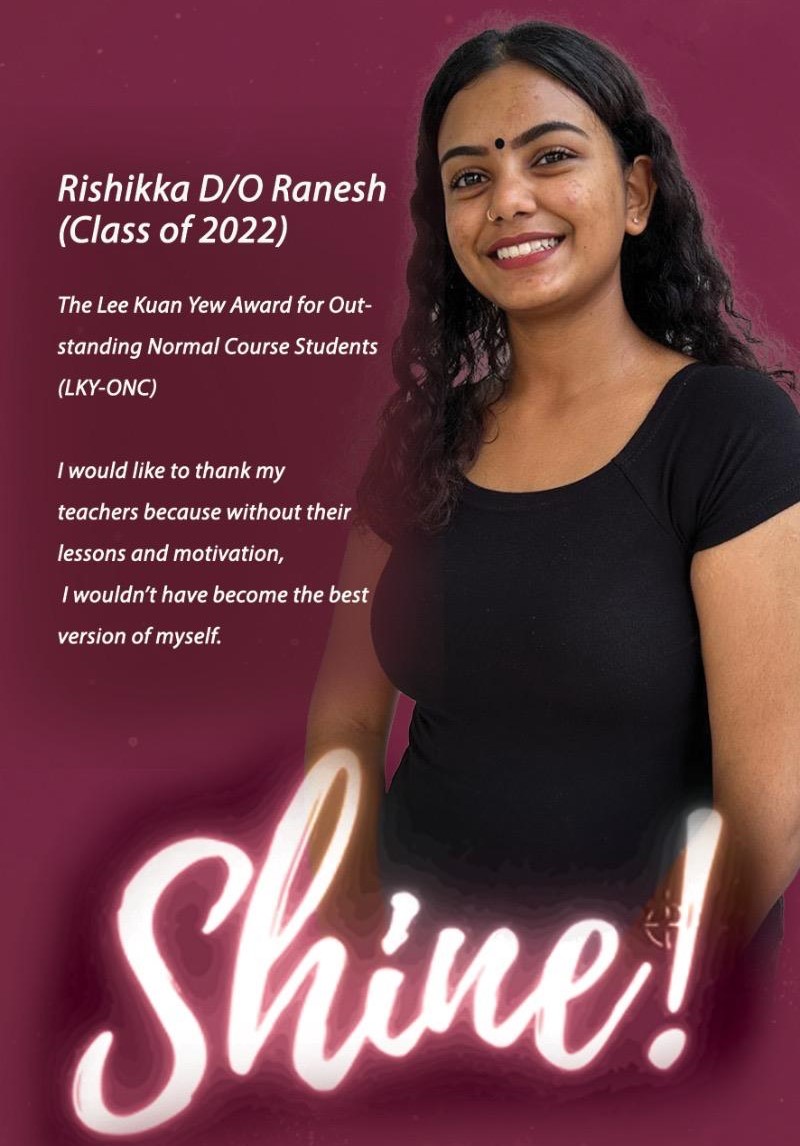 Rishikka D/O Ranesh
(Class of 2022)
The Lee Kuan Yew Award for Out-
standing Normal Course Students
(LKY-ONC)
I would like to thank my
teachers because without their
lessons and motivation,
I wouldn’t have become the best
version of myself.
Shine!